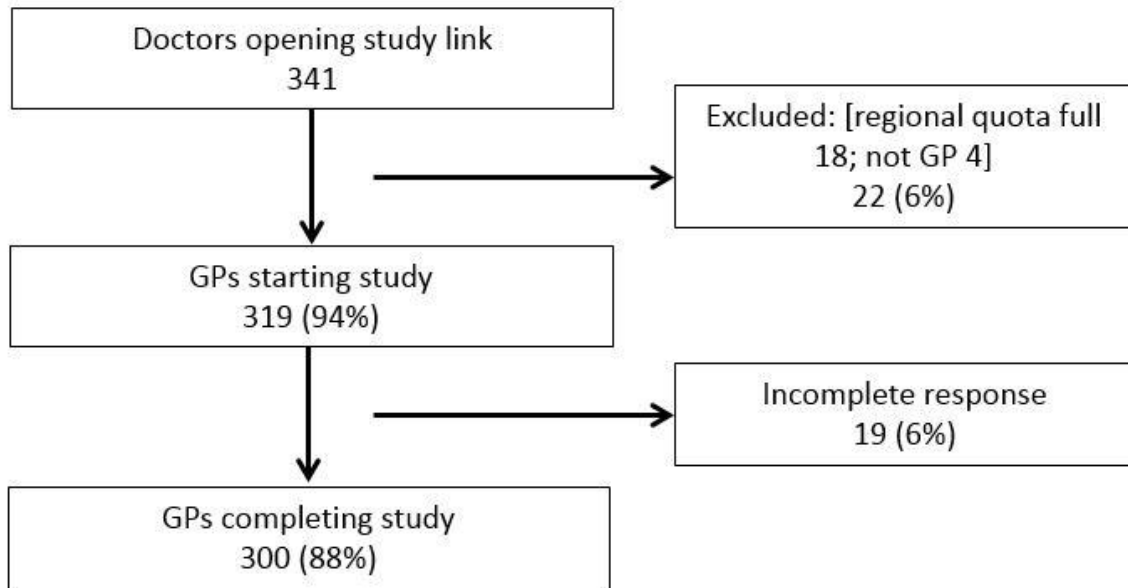 Doctors opening study link
341
Excluded: [regional quota full
18; not GP 4]
22 (6%)
GPs starting study
319 (94%)
Incomplete response
19 (6%)
GPs completing study
300 (88%)